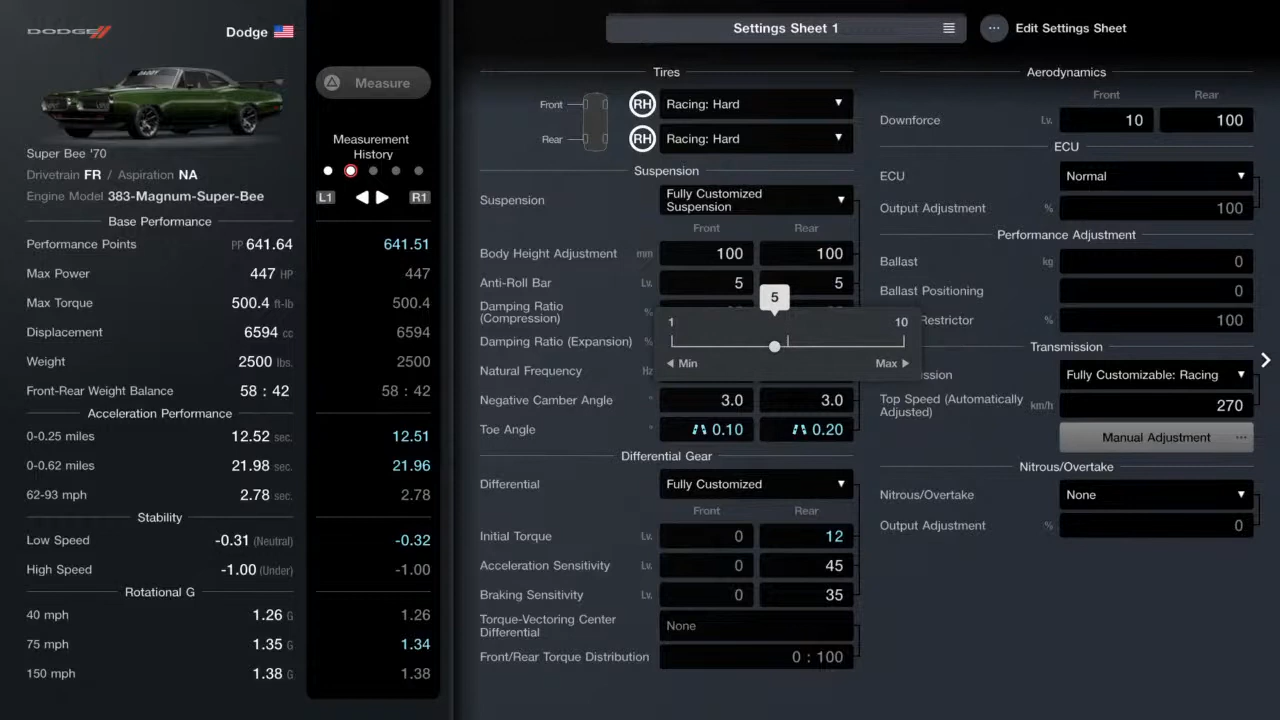 DODGE
Dodge
DADDY
Super Bee '70
Drivetrain FR / Aspiration NA
Engine Model 383-Magnum-Super-Bee
Base Performance
Performance Points PP 641.64
Max Power 447 HP
Max Torque 500.4 ft-lb
Displacement 6594 cc
Weight 2500 lbs.
Front-Rear Weight Balance 58 : 42
Acceleration Performance
0-0.25 miles 12.52 sec.
0-0.62 miles 21.98 sec.
62-93 mph 2.78 sec.
Stability
Low Speed -0.31 (Neutral)
High Speed -1.00 (Under)
Rotational G
40 mph 1.26 G
75 mph 1.35 G
150 mph 1.38 G
Measure
Measurement
History
L1 R1
641.51
447
500.4
6594
2500
58 : 42
12.51
21.96
2.78
-0.32
-1.00
1.26
1.34
1.38
Settings Sheet 1
Edit Settings Sheet
Tires
Front RH Racing: Hard
Rear RH Racing: Hard
Suspension
Suspension Fully Customized
Suspension
Front Rear
Body Height Adjustment mm 100 100
Anti-Roll Bar Lv. 5 5
5
Damping Ratio
(Compression) %
1 10
Damping Ratio (Expansion) %
Min Max
Natural Frequency Hz
Negative Camber Angle ° 3.0 3.0
Toe Angle ° 0.10 0.20
Differential Gear
Differential Fully Customized
Front Rear
Initial Torque Lv. 0 12
Acceleration Sensitivity Lv. 0 45
Braking Sensitivity Lv. 0 35
Torque-Vectoring Center
Differential None
Front/Rear Torque Distribution 0 : 100
Aerodynamics
Front Rear
Downforce Lv. 10 100
ECU
ECU Normal
Output Adjustment % 100
Performance Adjustment
Ballast kg 0
Ballast Positioning 0
Restrictor % 100
Transmission
ission Fully Customizable: Racing
Top Speed (Automatically
Adjusted) km/h 270
Manual Adjustment
Nitrous/Overtake
Nitrous/Overtake None
Output Adjustment % 0